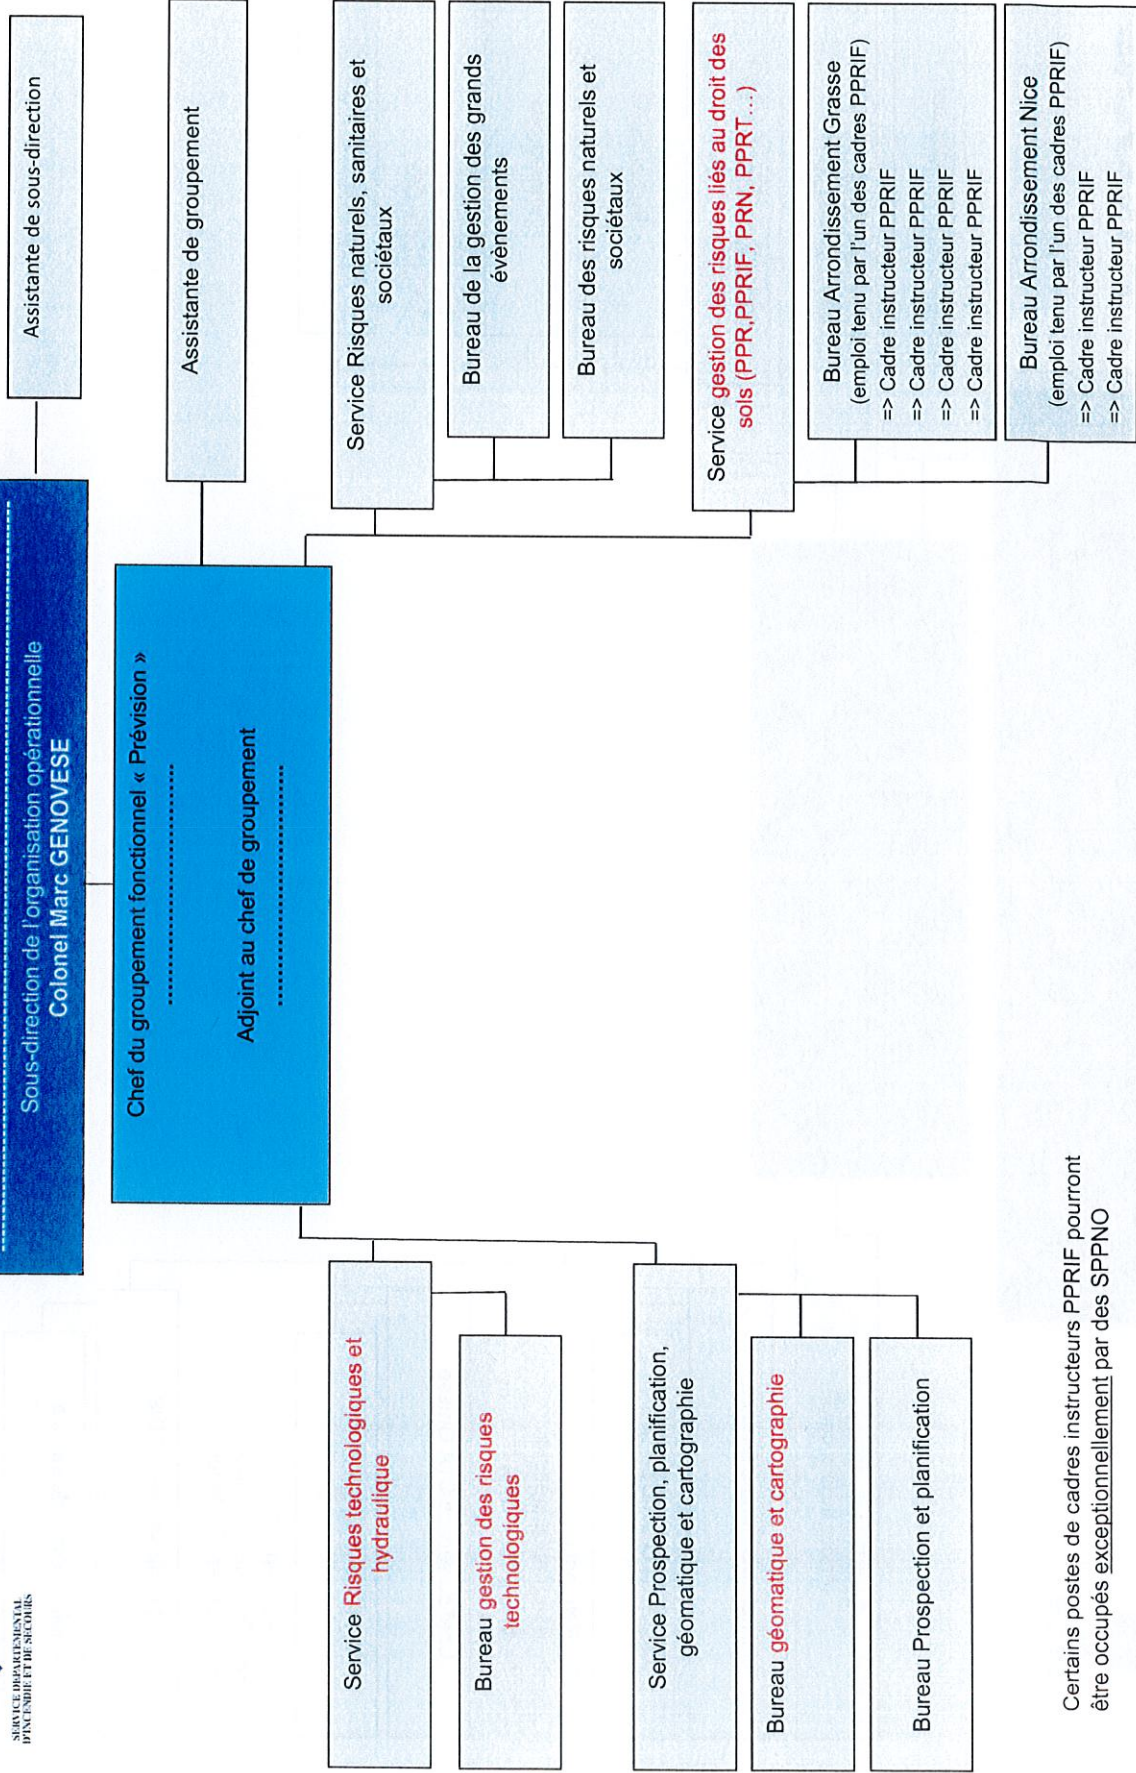 SERVICE DEPARTEMENTAL
D'INCENDIE ET DE SECOURS
Sous-direction de l'organisation opérationnelle
Colonel Marc GENOVESE
Assistante de sous-direction
Chef du groupement fonctionnel « Prévision »
..................................
Adjoint au chef de groupement
..................................
Assistante de groupement
Service Risques technologiques et
hydraulique
Bureau gestion des risques
technologiques
Service Prospection, planification,
géomatique et cartographie
Bureau géomatique et cartographie
Bureau Prospection et planification
Service Risques naturels, sanitaires et
sociétaux
Bureau de la gestion des grands
évènements
Bureau des risques naturels et
sociétaux
Service gestion des risques liés au droit des
sols (PPR,PPRIF, PRN, PPRT…)
Bureau Arrondissement Grasse
(emploi tenu par l'un des cadres PPRIF)
=> Cadre instructeur PPRIF
=> Cadre instructeur PPRIF
=> Cadre instructeur PPRIF
=> Cadre instructeur PPRIF
Bureau Arrondissement Nice
(emploi tenu par l'un des cadres PPRIF)
=> Cadre instructeur PPRIF
=> Cadre instructeur PPRIF
Certains postes de cadres instructeurs PPRIF pourront
être occupés exceptionnellement par des SPPNO